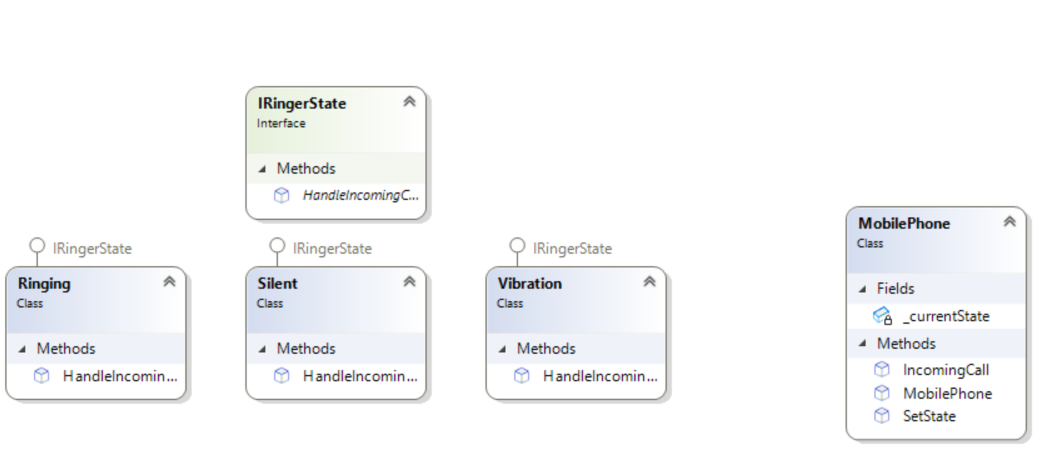 IRingerState
Interface
Methods
HandleIncomingC...
IRingerState
Ringing
Class
Methods
HandleIncomin...
IRingerState
Silent
Class
Methods
HandleIncomin...
IRingerState
Vibration
Class
Methods
HandleIncomin...
MobilePhone
Class
Fields
_currentState
Methods
IncomingCall
MobilePhone
SetState